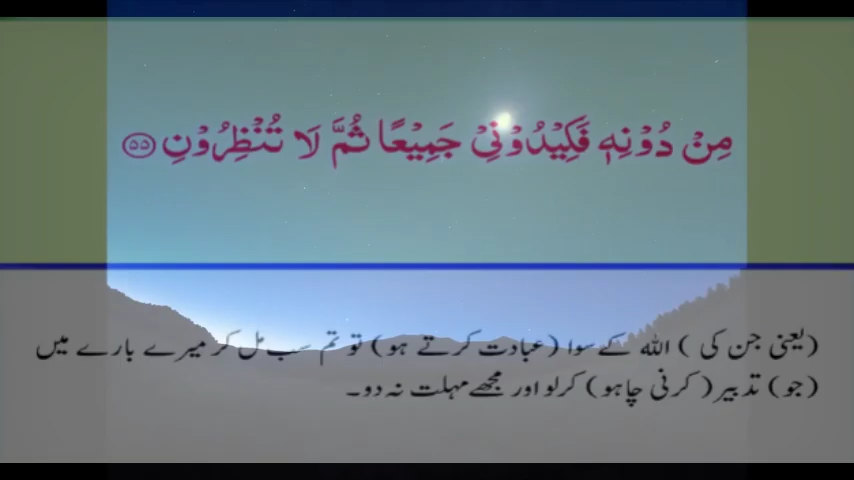 مِنْ دُوْنِهٖ فَكِيْدُوْنِيْ جَمِيْعًا ثُمَّ لَا تُنْظِرُوْنِ ﴿۵۵﴾
(یعنی جن کی ) اللہ کے سوا (عبادت کرتے ہو) تو تم سب مل کر میرے بارے میں
(جو) تدبیر( کرنی چاہو) کرلو اور مجھے مہلت نہ دو۔